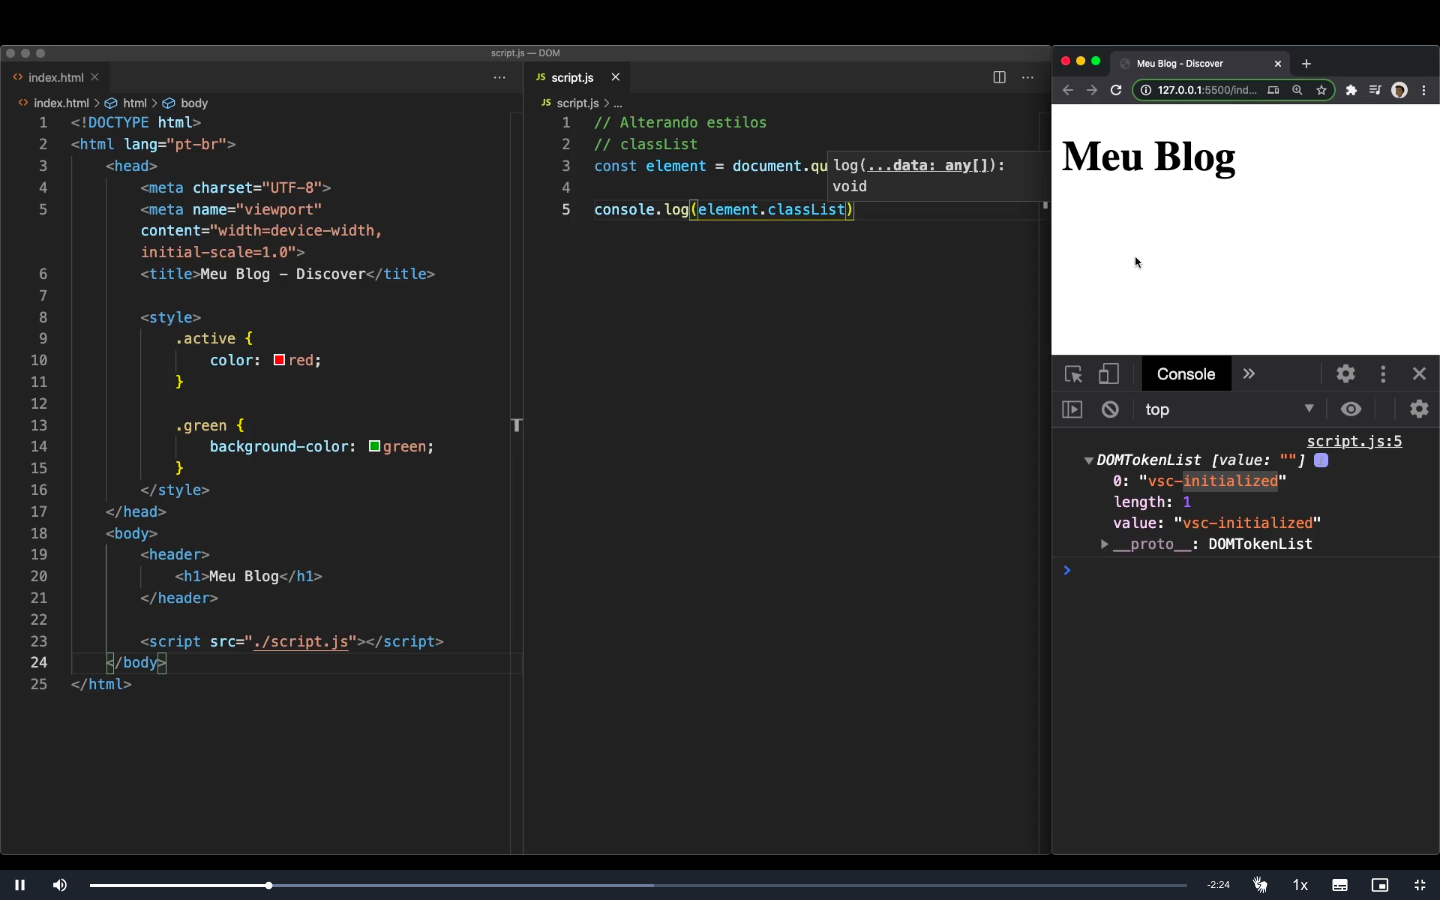 script.js — DOM
index.html
index.html > html > body
1 <!DOCTYPE html>
2 <html lang="pt-br">
3 <head>
4 <meta charset="UTF-8">
5 <meta name="viewport"
content="width=device-width,
initial-scale=1.0">
6 <title>Meu Blog - Discover</title>
7
8 <style>
9 .active {
10 color: red;
11 }
12
13 .green {
14 background-color: green;
15 }
16 </style>
17 </head>
18 <body>
19 <header>
20 <h1>Meu Blog</h1>
21 </header>
22
23 <script src="./script.js"></script>
24 </body>
25 </html>
JS script.js
JS script.js > ...
1 // Alterando estilos
2 // classList
3 const element = document.qu
4
5 console.log(element.classList)
log(...data: any[]):
void
Meu Blog - Discover
127.0.0.1:5500/ind...
Meu Blog
Console
top
script.js:5
DOMTokenList [value: ""]
0: "vsc-initialized"
length: 1
value: "vsc-initialized"
__proto__: DOMTokenList
-2:24
1x